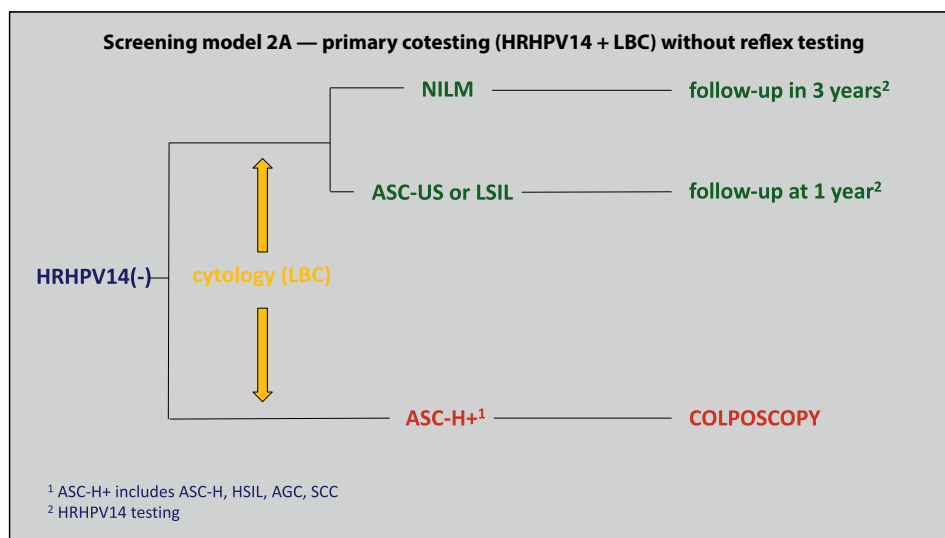 Screening model 2A — primary cotesting (HRHPV14 + LBC) without reflex testing
NILM
follow-up in 3 years²
ASC-US or LSIL
follow-up at 1 year²
HRHPV14(-)
cytology (LBC)
ASC-H+¹
COLPOSCOPY
¹ ASC-H+ includes ASC-H, HSIL, AGC, SCC
² HRHPV14 testing